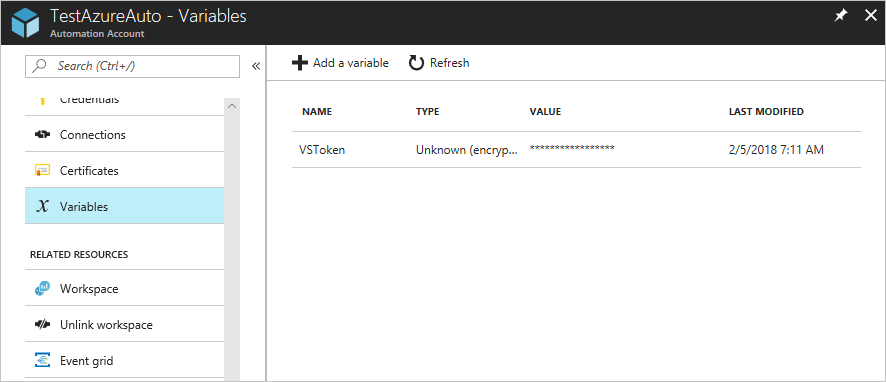 TestAzureAuto - Variables
Automation Account
Search (Ctrl+/)
Credentials
Connections
Certificates
Variables
RELATED RESOURCES
Workspace
Unlink workspace
Event grid
Add a variable Refresh
NAME TYPE VALUE LAST MODIFIED
VSToken Unknown (encryp... ***************** 2/5/2018 7:11 AM